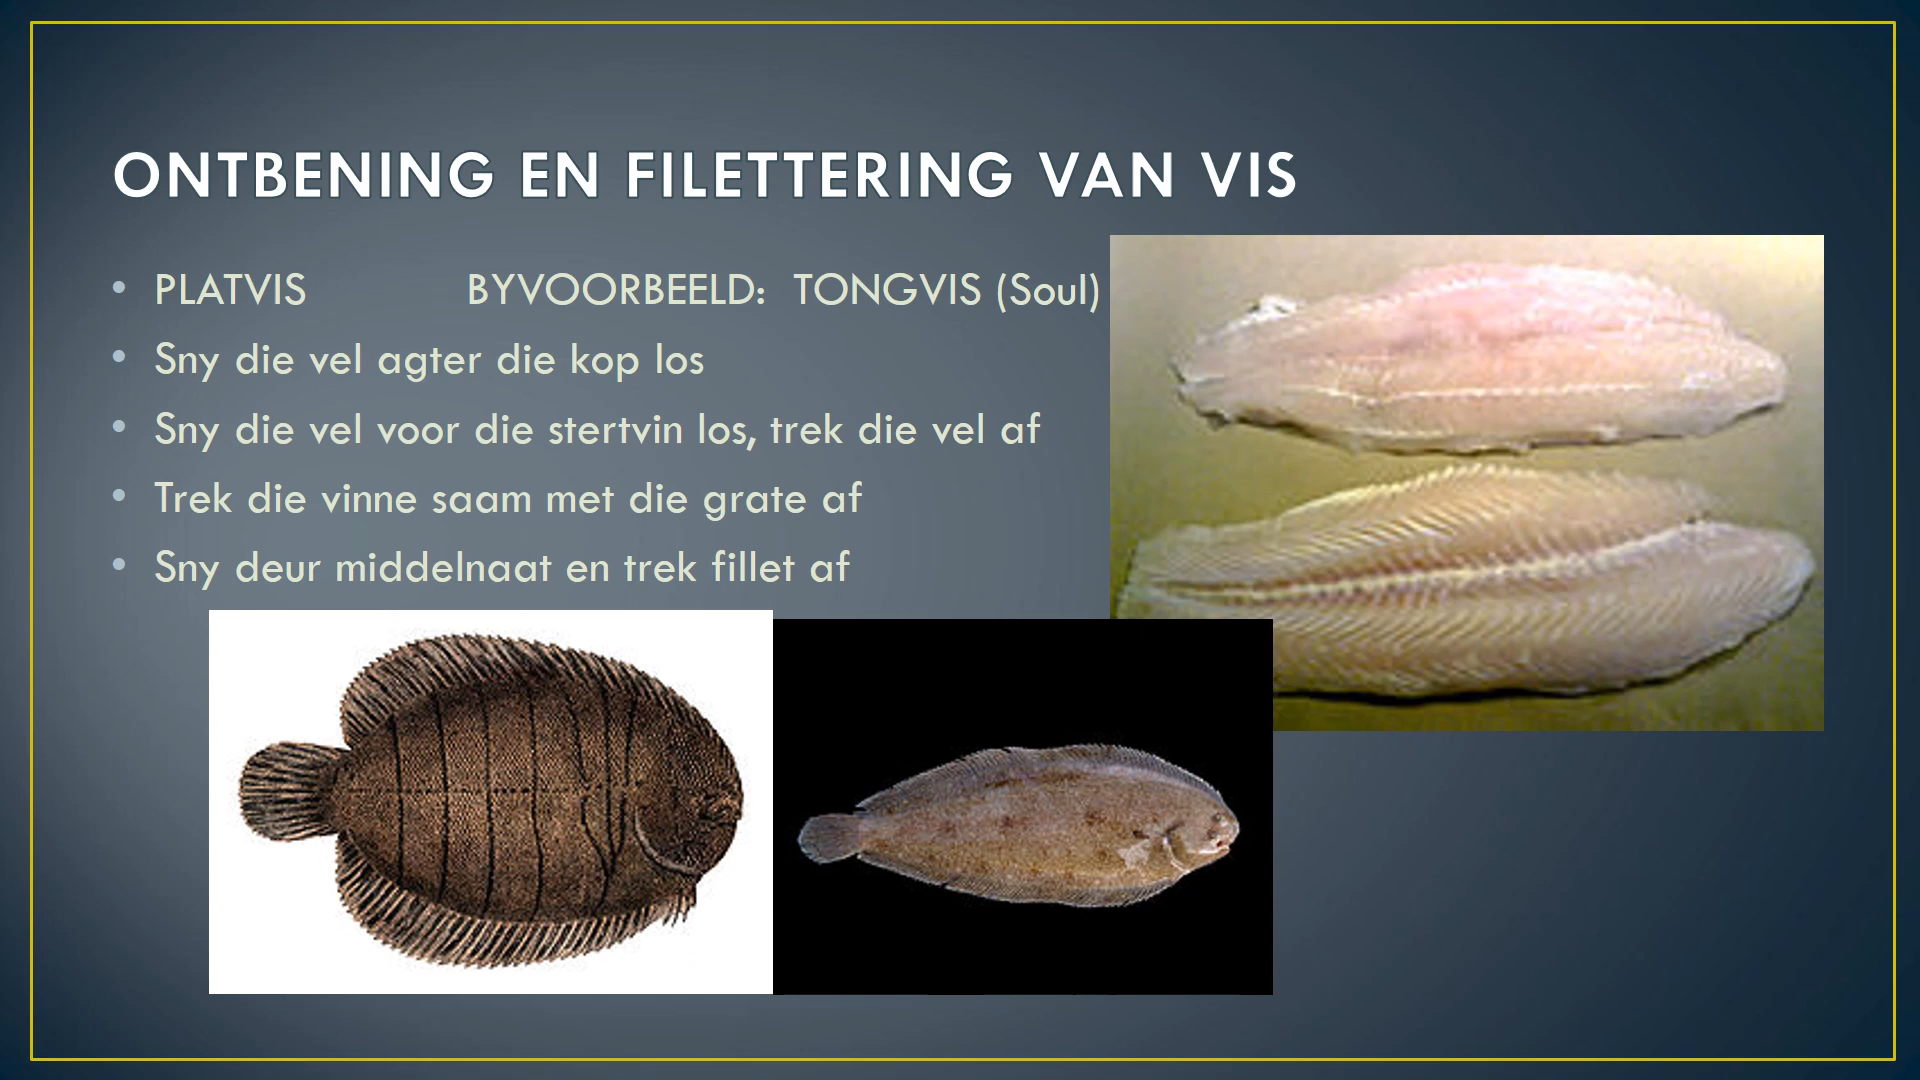 ONTBENING EN FILETTERING VAN VIS
• PLATVIS BYVOORBEELD: TONGVIS (Soul)
• Sny die vel agter die kop los
• Sny die vel voor die stertvin los, trek die vel af
• Trek die vinne saam met die grate af
• Sny deur middelnaat en trek fillet af